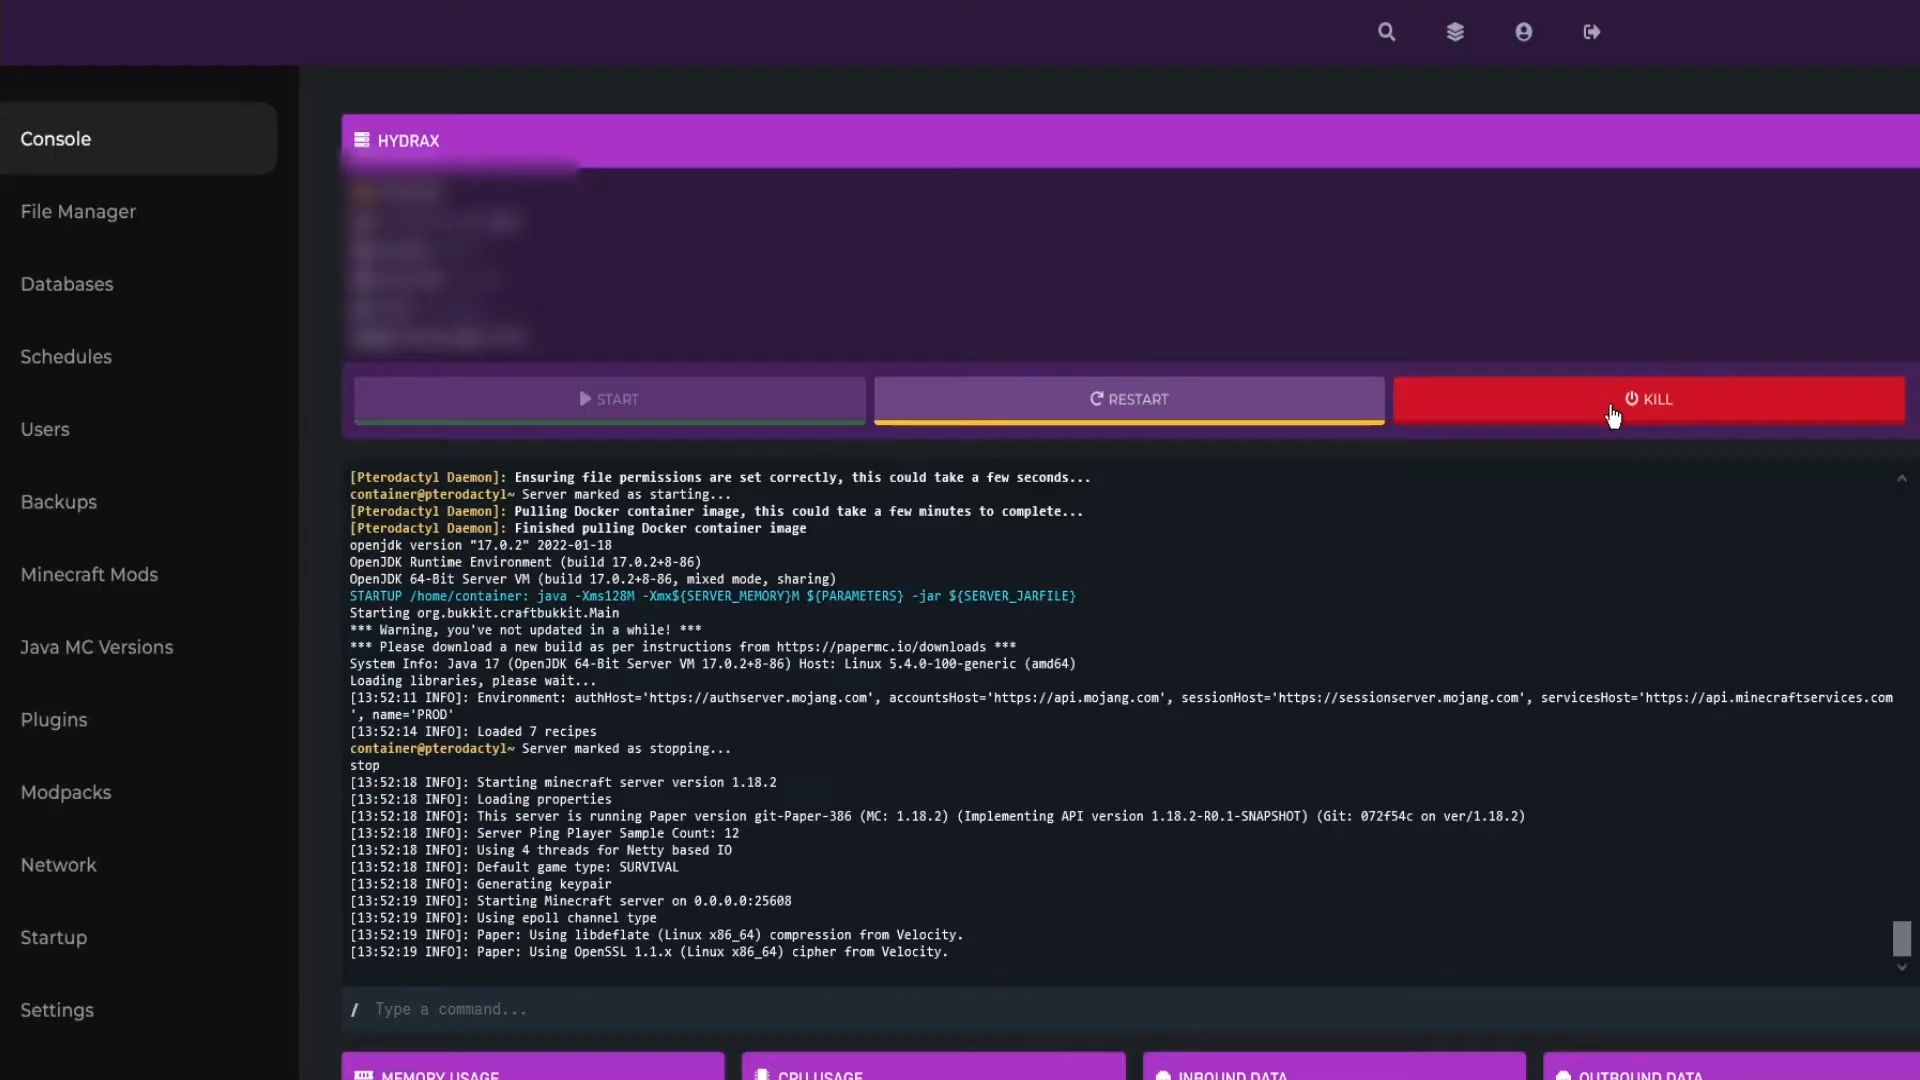 Console
File Manager
Databases
Schedules
Users
Backups
Minecraft Mods
Java MC Versions
Plugins
Modpacks
Network
Startup
Settings
HYDRAX
START
RESTART
KILL
[Pterodactyl Daemon]: Ensuring file permissions are set correctly, this could take a few seconds...
container@pterodactyl~ Server marked as starting...
[Pterodactyl Daemon]: Pulling Docker container image, this could take a few minutes to complete...
[Pterodactyl Daemon]: Finished pulling Docker container image
openjdk version "17.0.2" 2022-01-18
OpenJDK Runtime Environment (build 17.0.2+8-86)
OpenJDK 64-Bit Server VM (build 17.0.2+8-86, mixed mode, sharing)
STARTUP /home/container: java -Xms128M -Xmx${SERVER_MEMORY}M ${PARAMETERS} -jar ${SERVER_JARFILE}
Starting org.bukkit.craftbukkit.Main
*** Warning, you've not updated in a while! ***
*** Please download a new build as per instructions from https://papermc.io/downloads ***
System Info: Java 17 (OpenJDK 64-Bit Server VM 17.0.2+8-86) Host: Linux 5.4.0-100-generic (amd64)
Loading libraries, please wait...
[13:52:11 INFO]: Environment: authHost='https://authserver.mojang.com', accountsHost='https://api.mojang.com', sessionHost='https://sessionserver.mojang.com', servicesHost='https://api.minecraftservices.com
', name='PROD'
[13:52:14 INFO]: Loaded 7 recipes
container@pterodactyl~ Server marked as stopping...
stop
[13:52:18 INFO]: Starting minecraft server version 1.18.2
[13:52:18 INFO]: Loading properties
[13:52:18 INFO]: This server is running Paper version git-Paper-386 (MC: 1.18.2) (Implementing API version 1.18.2-R0.1-SNAPSHOT) (Git: 072f54c on ver/1.18.2)
[13:52:18 INFO]: Server Ping Player Sample Count: 12
[13:52:18 INFO]: Using 4 threads for Netty based IO
[13:52:18 INFO]: Default game type: SURVIVAL
[13:52:18 INFO]: Generating keypair
[13:52:19 INFO]: Starting Minecraft server on 0.0.0.0:25608
[13:52:19 INFO]: Using epoll channel type
[13:52:19 INFO]: Paper: Using libdeflate (Linux x86_64) compression from Velocity.
[13:52:19 INFO]: Paper: Using OpenSSL 1.1.x (Linux x86_64) cipher from Velocity.
/ Type a command...
MEMORY USAGE
CPU USAGE
INBOUND DATA
OUTBOUND DATA